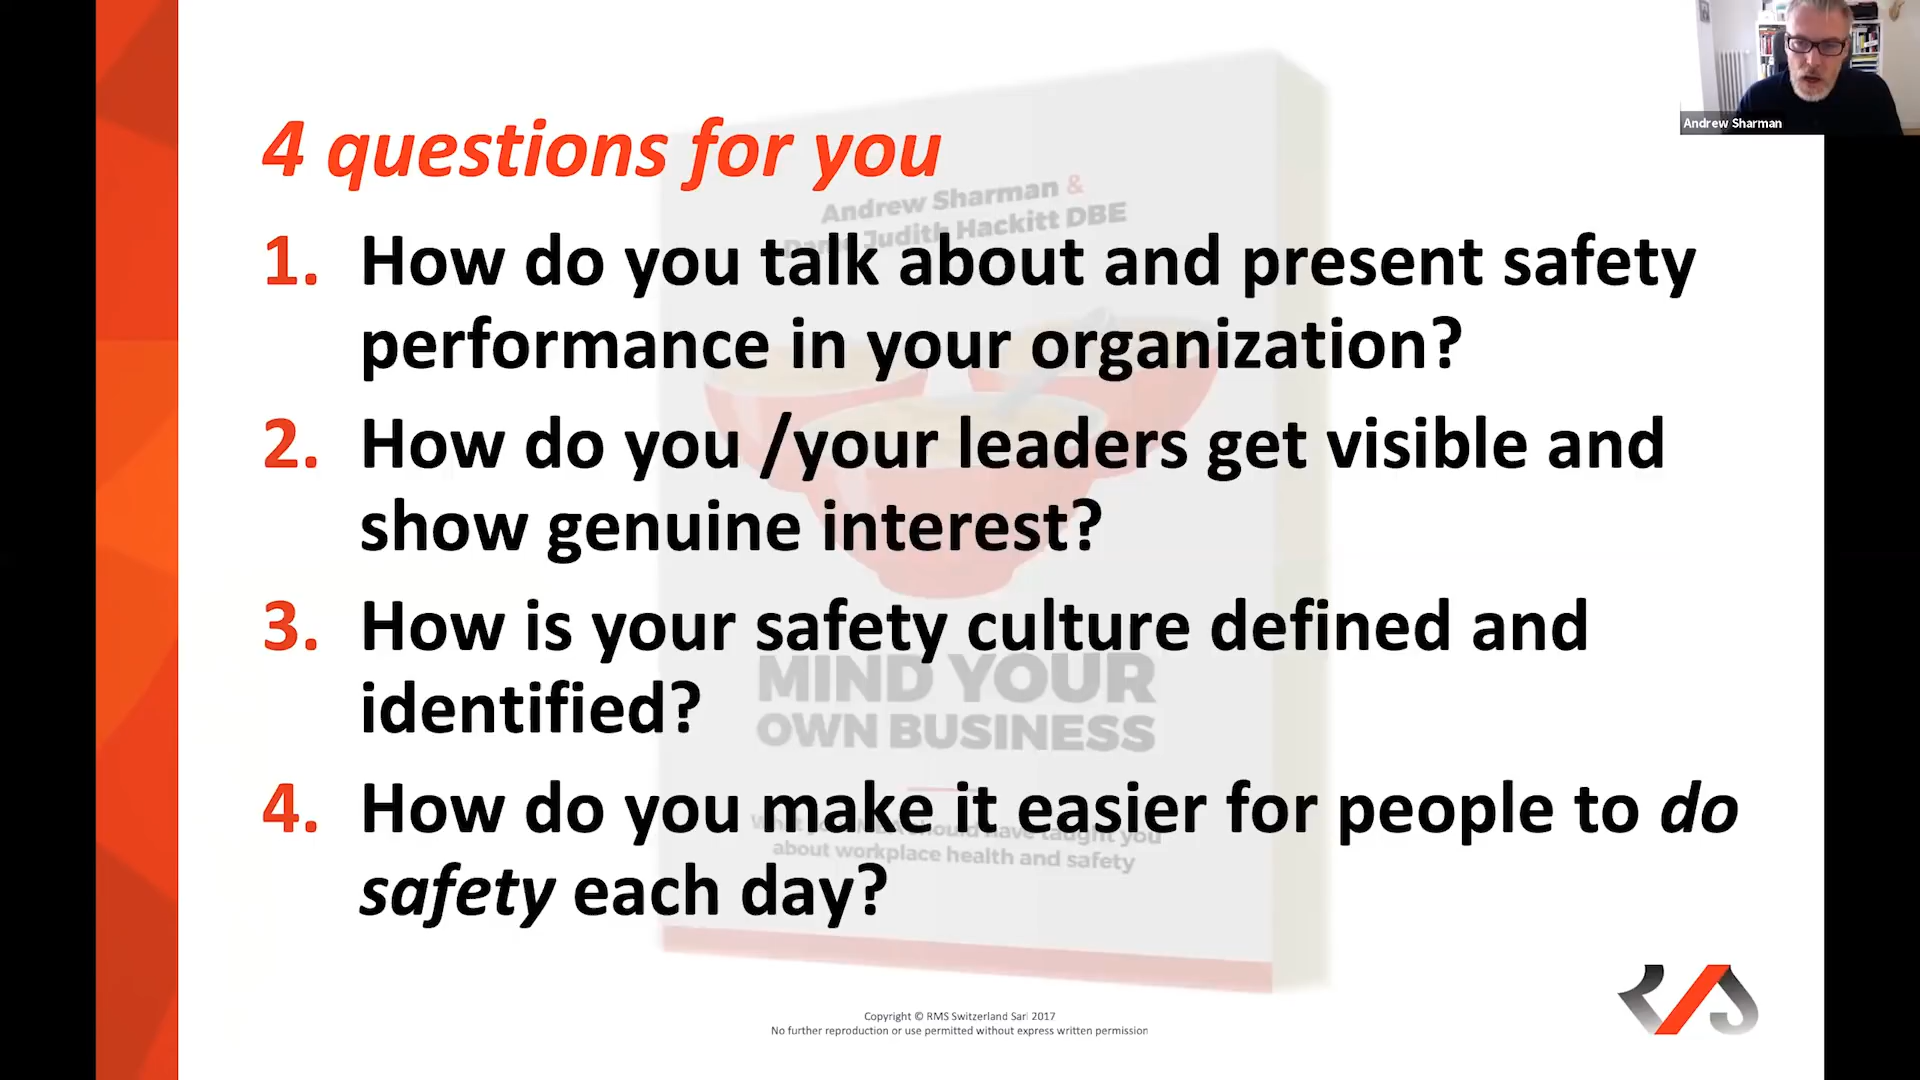 Andrew Sharman
4 questions for you
1. How do you talk about and present safety
performance in your organization?
2. How do you /your leaders get visible and
show genuine interest?
3. How is your safety culture defined and
identified?
4. How do you make it easier for people to do
safety each day?
Andrew Sharman &
Judith Hackitt DBE
MIND YOUR
OWN BUSINESS
should have taught you
about workplace health and safety
Copyright © RMS Switzerland Sarl 2017
No further reproduction or use permitted without express written permission